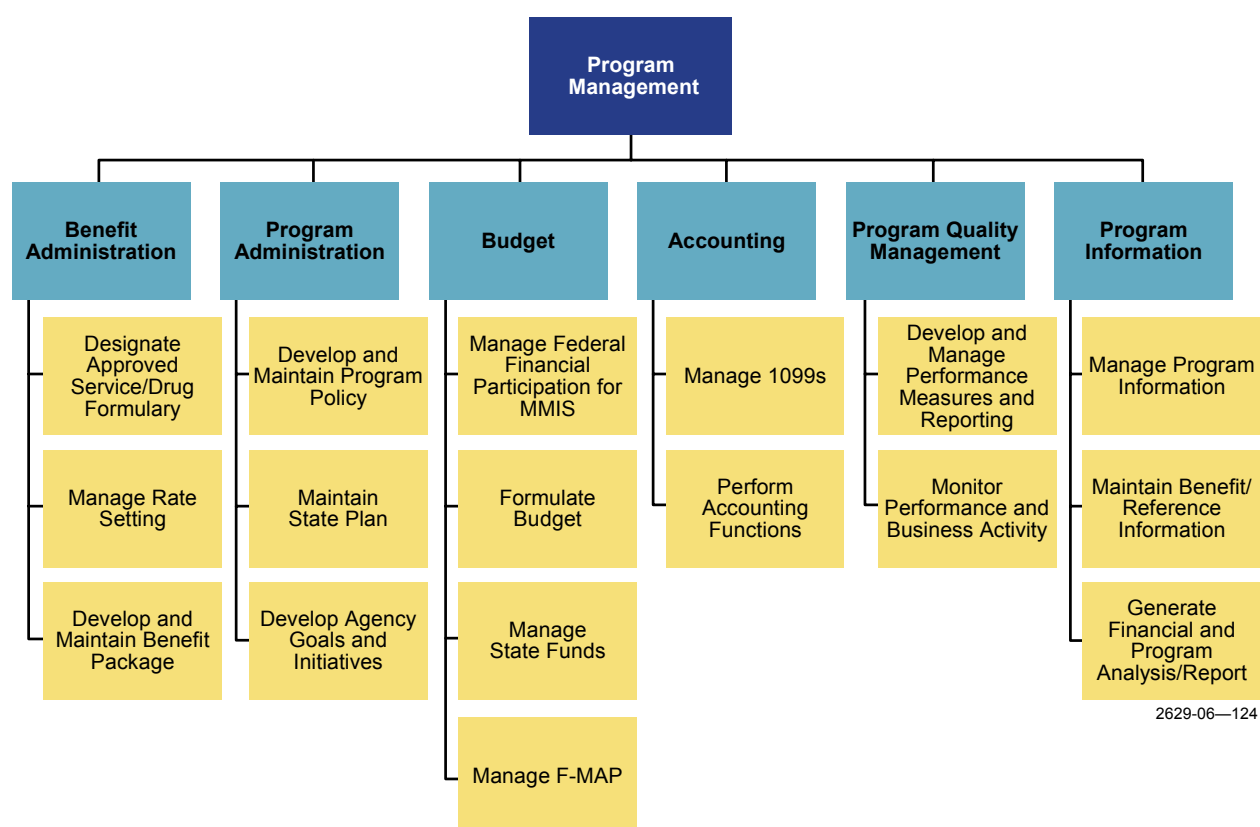 Program
Management
Benefit
Administration
Program
Administration
Budget
Accounting
Program Quality
Management
Program
Information
Designate
Approved
Service/Drug
Formulary
Manage Rate
Setting
Develop and
Maintain Benefit
Package
Develop and
Maintain Program
Policy
Maintain
State Plan
Develop Agency
Goals and
Initiatives
Manage Federal
Financial
Participation for
MMIS
Formulate
Budget
Manage
State Funds
Manage F-MAP
Manage 1099s
Perform
Accounting
Functions
Develop and
Manage
Performance
Measures and
Reporting
Monitor
Performance and
Business Activity
Manage Program
Information
Maintain Benefit/
Reference
Information
Generate
Financial and
Program
Analysis/Report
2629-06—124